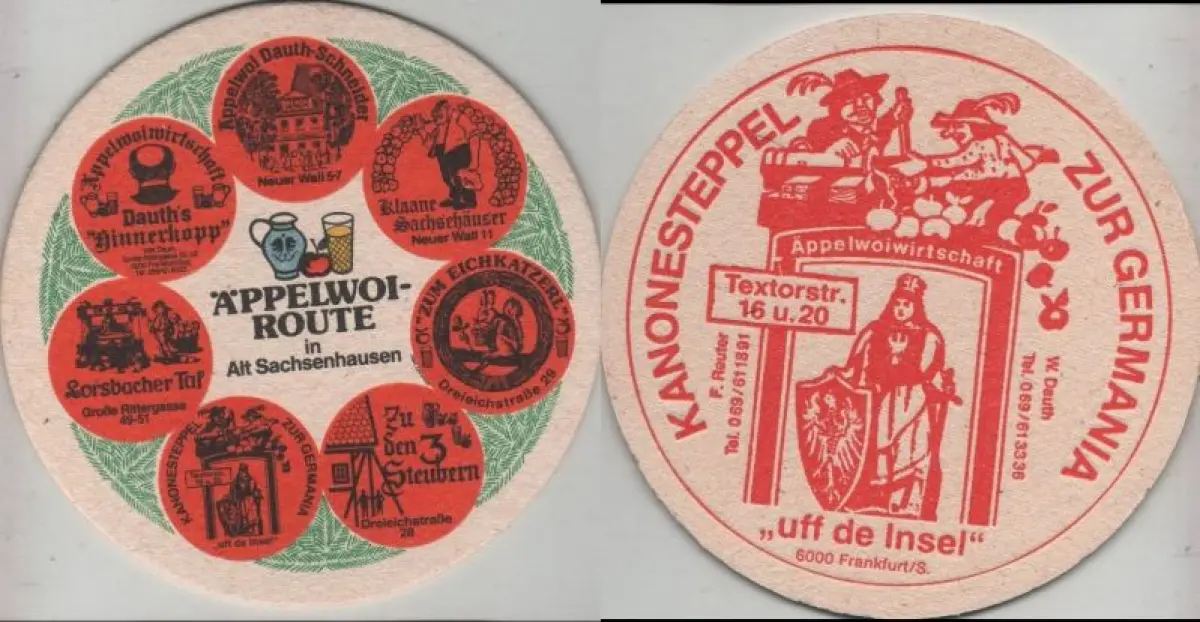 Äppelwoi Dauth-Schneider
Neuer Wall 5-7
Klaane
Sachsehäuser
Neuer Wall 11
"ZUM EICHKATZERL"
Dreieichstraße 29
Zu
den 3
Steubern
Dreieichstraße
28
KANONESTEPPEL
ZUR GERMANIA
"uff de Insel"
Lorsbacher Tal
Große Rittergasse
49-51
Äppelwoiwirtschaft
Dauth's
"Hinnerkopp"
ÄPPELWOI-
ROUTE
in
Alt Sachsenhausen
KANONESTEPPEL
ZUR GERMANIA
Äppelwoiwirtschaft
Textorstr.
16 u. 20
F. Reuter
Tel. 069/611891
W. Dauth
Tel. 069/613336
„uff de Insel“
6000 Frankfurt/S.